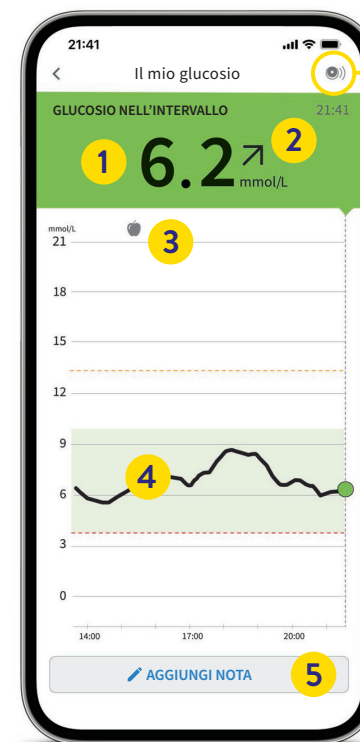 21:41
Il mio glucosio
GLUCOSIO NELL'INTERVALLO 21:41
1 6.2 2
mmol/L
mmol/L
21
3
18
15
12
9
4
6
3
0
14:00 17:00 20:00
AGGIUNGI NOTA 5